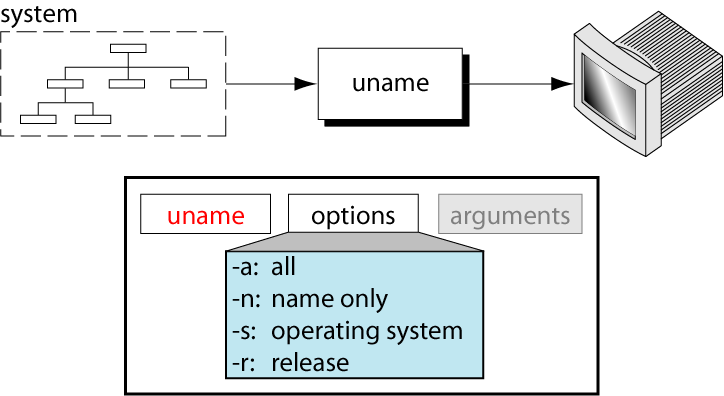 system
uname
uname
options
arguments
-a: all
-n: name only
-s: operating system
-r: release